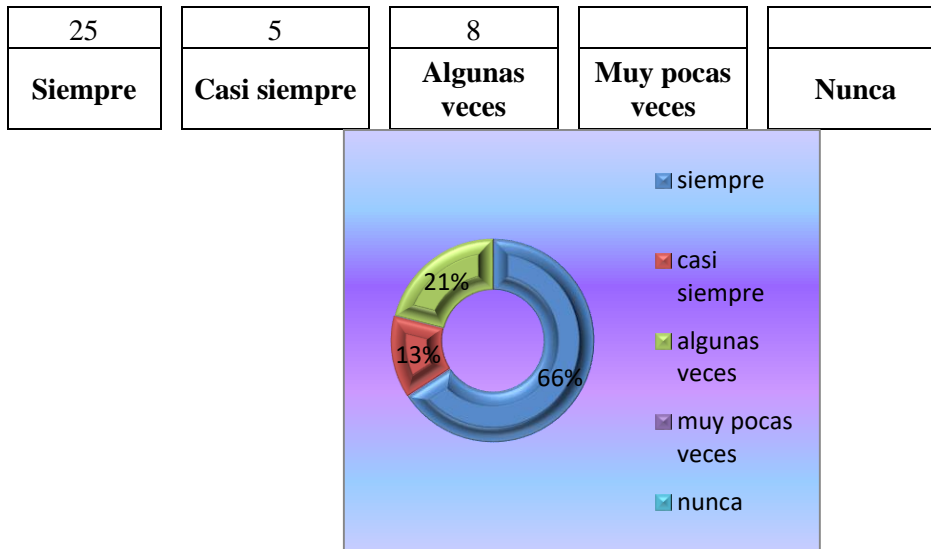 25 5 8
Siempre Casi siempre Algunas veces Muy pocas veces Nunca
siempre
casi
siempre
algunas
veces
muy pocas
veces
nunca
21%
13%
66%